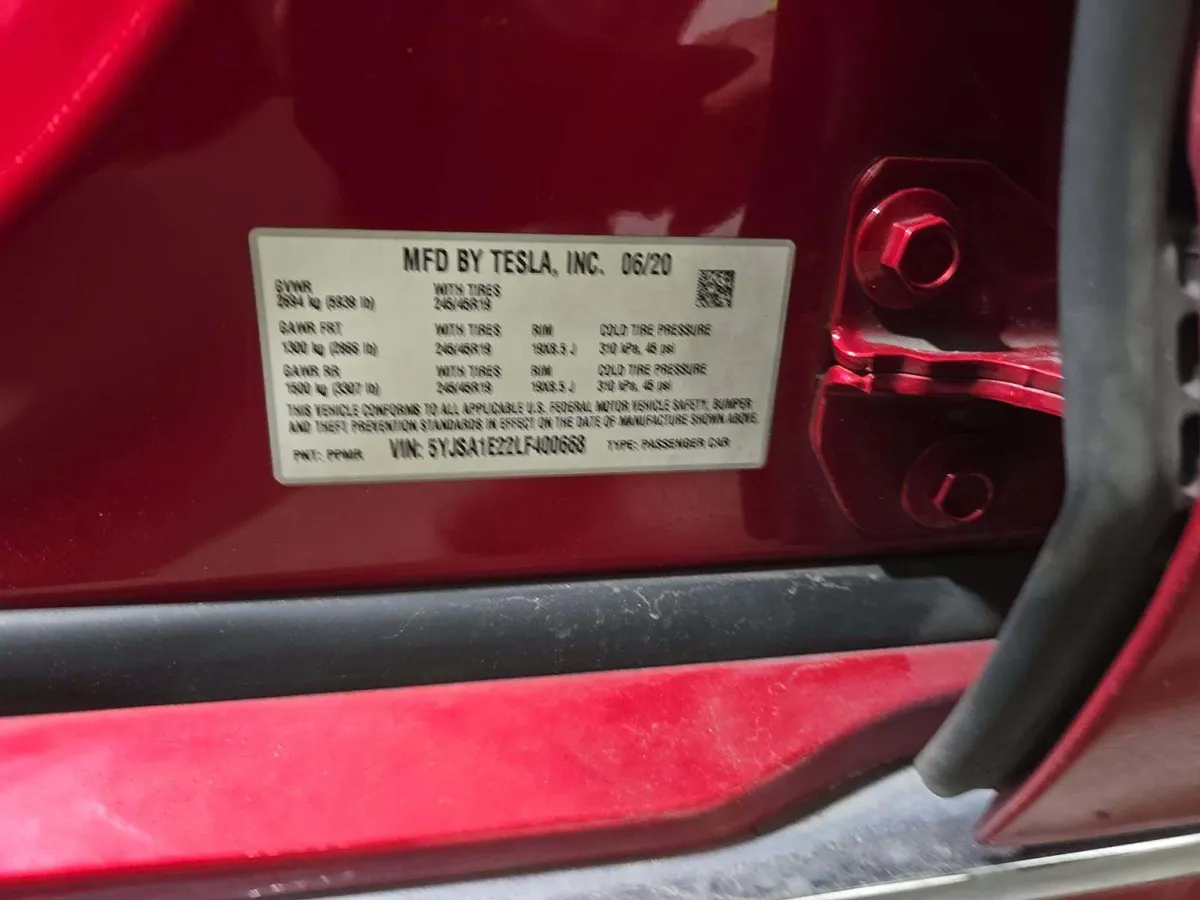 MFD BY TESLA, INC. 06/20
GVWR WITH TIRES
2694 kg (5939 lb) 245/45R19
GAWR FRT WITH TIRES RIM COLD TIRE PRESSURE
1300 kg (2866 lb) 245/45R19 19X8.5 J 310 kPa, 45 psi
GAWR RR WITH TIRES RIM COLD TIRE PRESSURE
1500 kg (3307 lb) 245/45R19 19X8.5 J 310 kPa, 45 psi
THIS VEHICLE CONFORMS TO ALL APPLICABLE U.S. FEDERAL MOTOR VEHICLE SAFETY, BUMPER
AND THEFT PREVENTION STANDARDS IN EFFECT ON THE DATE OF MANUFACTURE SHOWN ABOVE.
PNT: PPMR VIN: 5YJSA1E22LF400668 TYPE: PASSENGER CAR